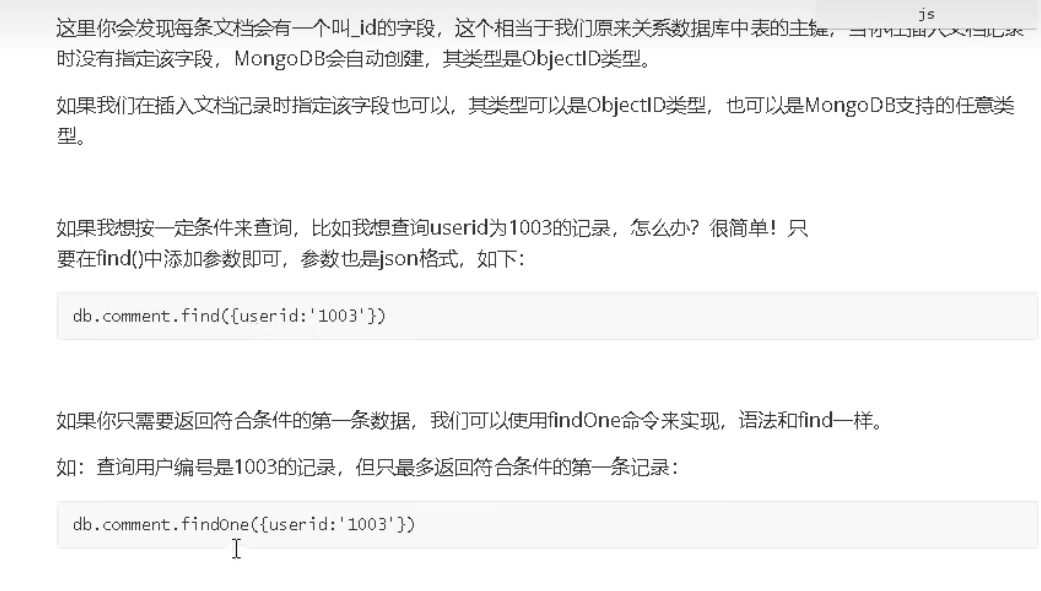 js
这里你会发现每条文档会有一个叫_id的字段，这个相当于我们原来关系数据库中表的主键，当你在插入文档记录
时没有指定该字段，MongoDB会自动创建，其类型是ObjectID类型。
如果我们在插入文档记录时指定该字段也可以，其类型可以是ObjectID类型，也可以是MongoDB支持的任意类
型。
如果我想按一定条件来查询，比如我想查询userid为1003的记录，怎么办？很简单！只
要在find()中添加参数即可，参数也是json格式，如下：
db.comment.find({userid:'1003'})
如果你只需要返回符合条件的第一条数据，我们可以使用findOne命令来实现，语法和find一样。
如：查询用户编号是1003的记录，但只最多返回符合条件的第一条记录：
db.comment.findOne({userid:'1003'})